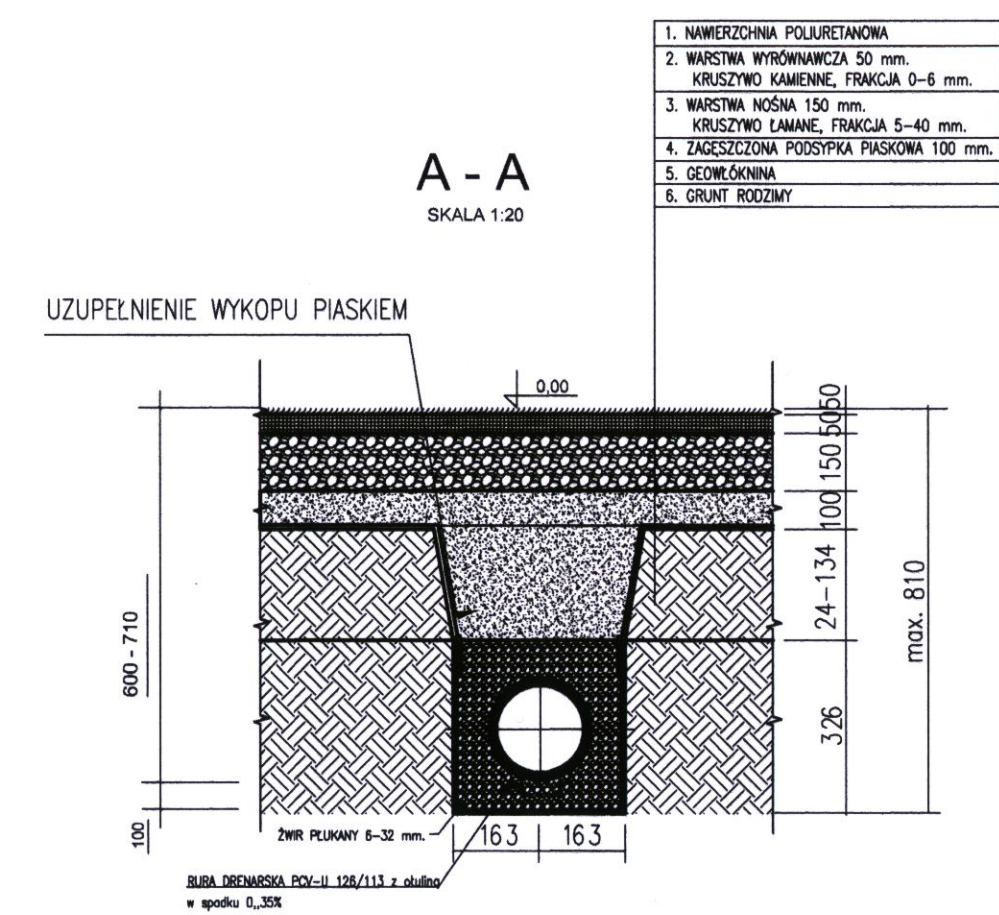 1. NAWIERZCHNIA POLIURETANOWA
2. WARSTWA WYRÓWNAWCZA 50 mm.
KRUSZYWO KAMIENNE, FRAKCJA 0-6 mm.
3. WARSTWA NOŚNA 150 mm.
KRUSZYWO ŁAMANE, FRAKCJA 5-40 mm.
4. ZAGĘSZCZONA PODSYPKA PIASKOWA 100 mm.
5. GEOWŁÓKNINA
6. GRUNT RODZIMY
A - A
SKALA 1:20
UZUPEŁNIENIE WYKOPU PIASKIEM
0,00
50
50
150
100
24-134
326
max. 810
600 - 710
100
163
163
ŻWIR PŁUKANY 6-32 mm.
RURA DRENARSKA PCV-U 126/113 z otuliną
w spadku 0,,35%